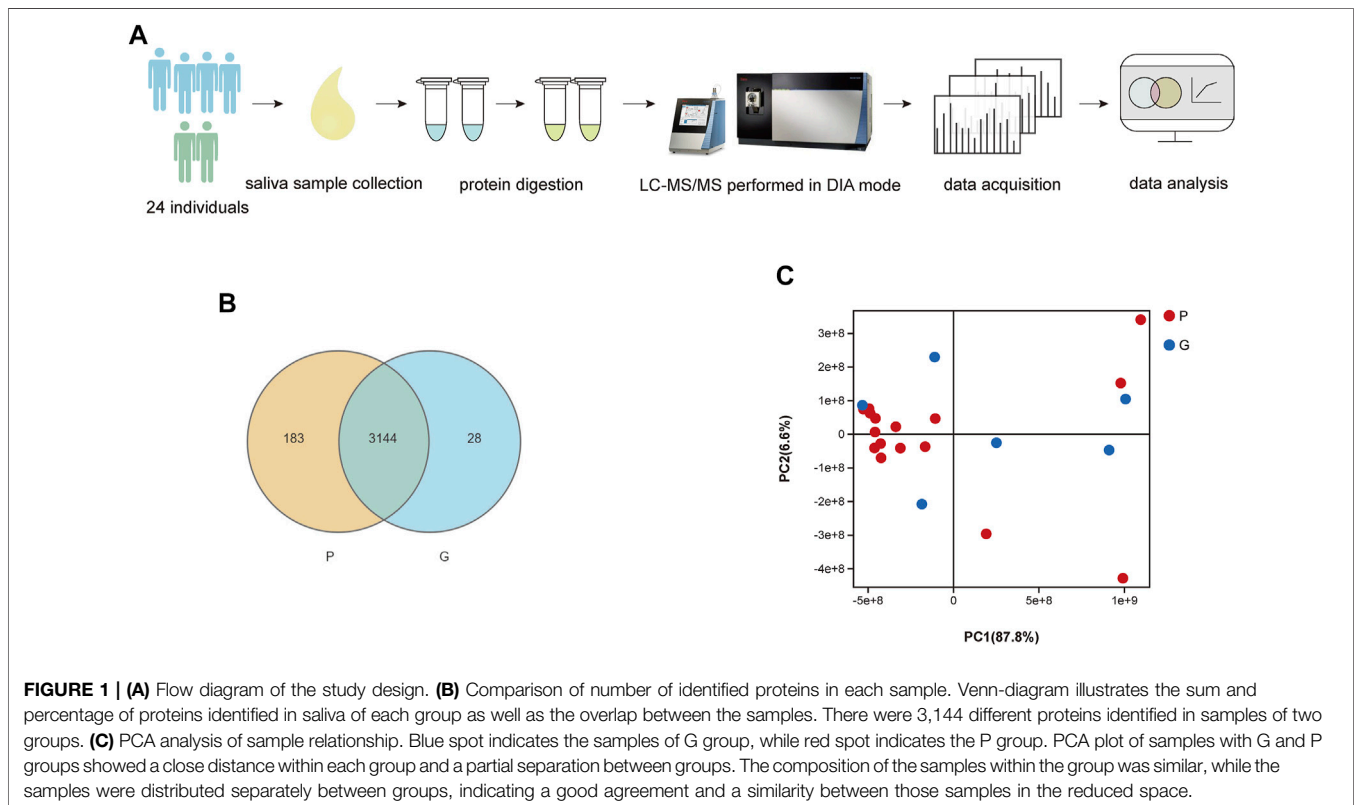 A
24 individuals
saliva sample collection
protein digestion
LC-MS/MS performed in DIA mode
data acquisition
data analysis
B
183
3144
28
P
G
C
P
G
3e+8
2e+8
1e+8
0
-1e+8
-2e+8
-3e+8
-4e+8
PC2(6.6%)
-5e+8
0
5e+8
1e+9
PC1(87.8%)
FIGURE 1 | (A) Flow diagram of the study design. (B) Comparison of number of identified proteins in each sample. Venn-diagram illustrates the sum and
percentage of proteins identified in saliva of each group as well as the overlap between the samples. There were 3,144 different proteins identified in samples of two
groups. (C) PCA analysis of sample relationship. Blue spot indicates the samples of G group, while red spot indicates the P group. PCA plot of samples with G and P
groups showed a close distance within each group and a partial separation between groups. The composition of the samples within the group was similar, while the
samples were distributed separately between groups, indicating a good agreement and a similarity between those samples in the reduced space.